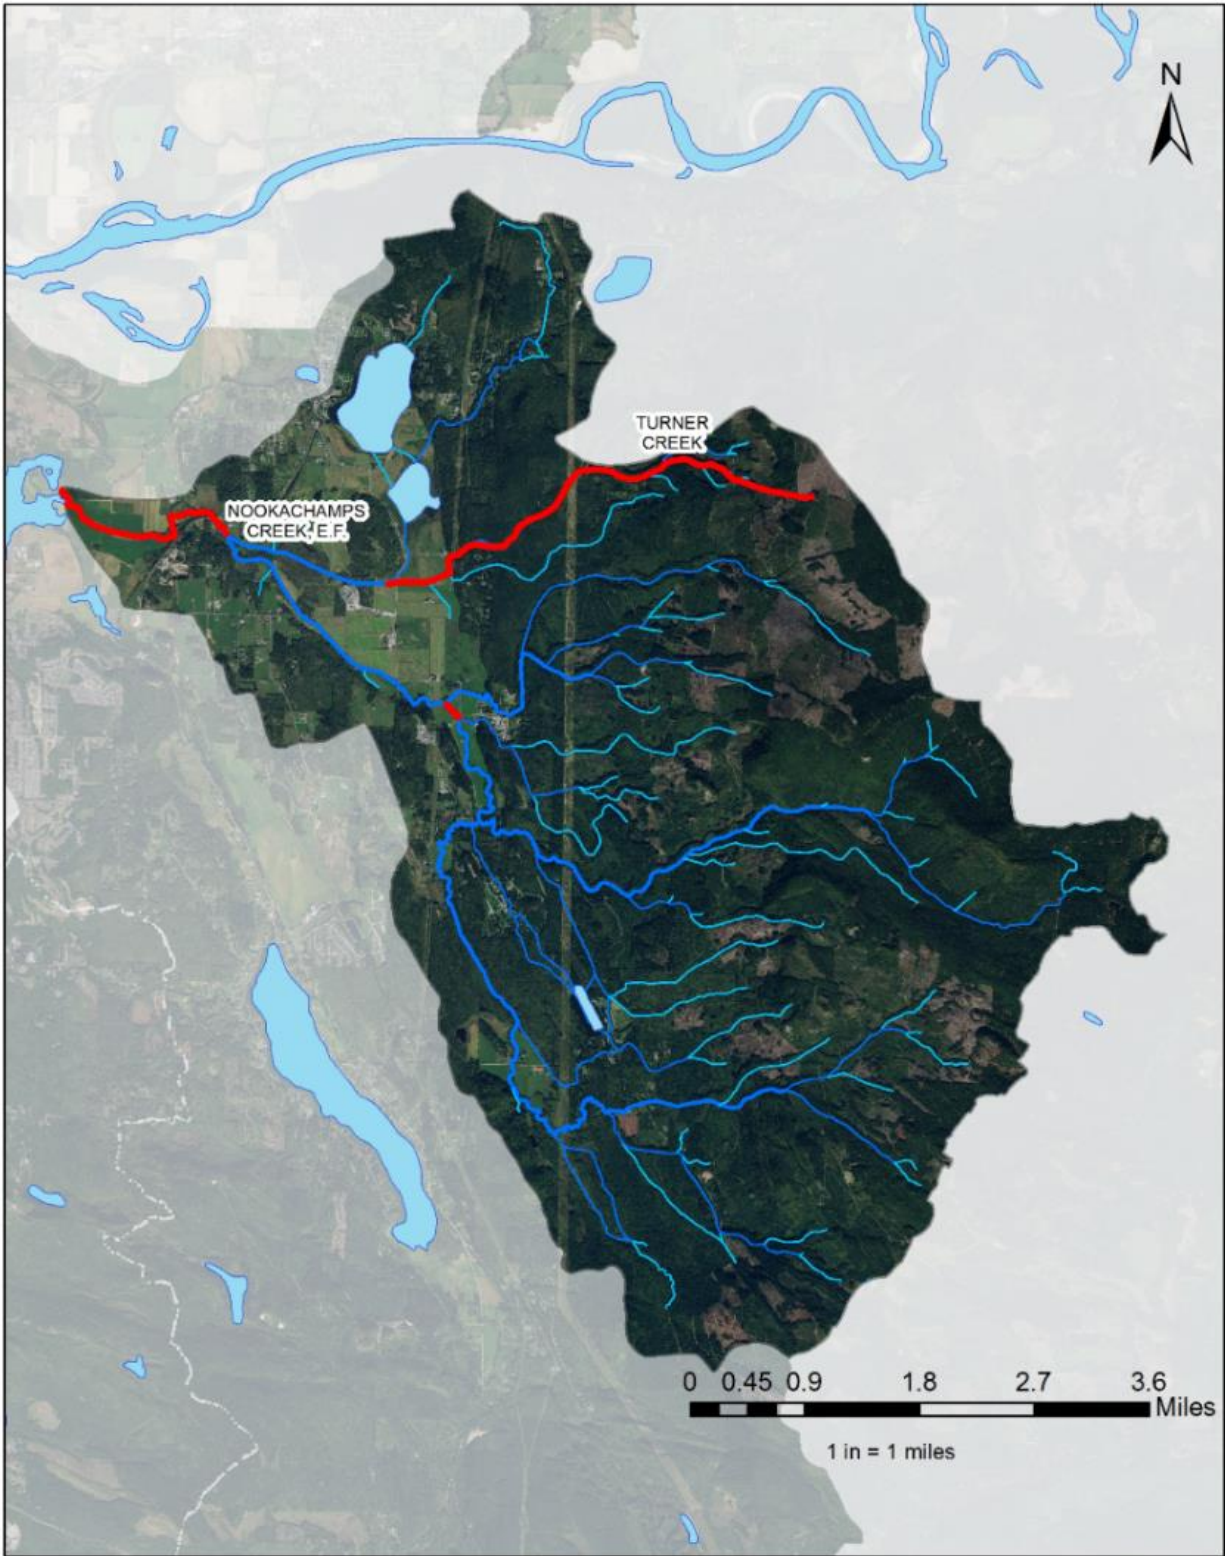 N
TURNER
CREEK
NOOKACHAMPS
CREEK, E.F.
0 0.45 0.9 1.8 2.7 3.6
Miles
1 in = 1 miles